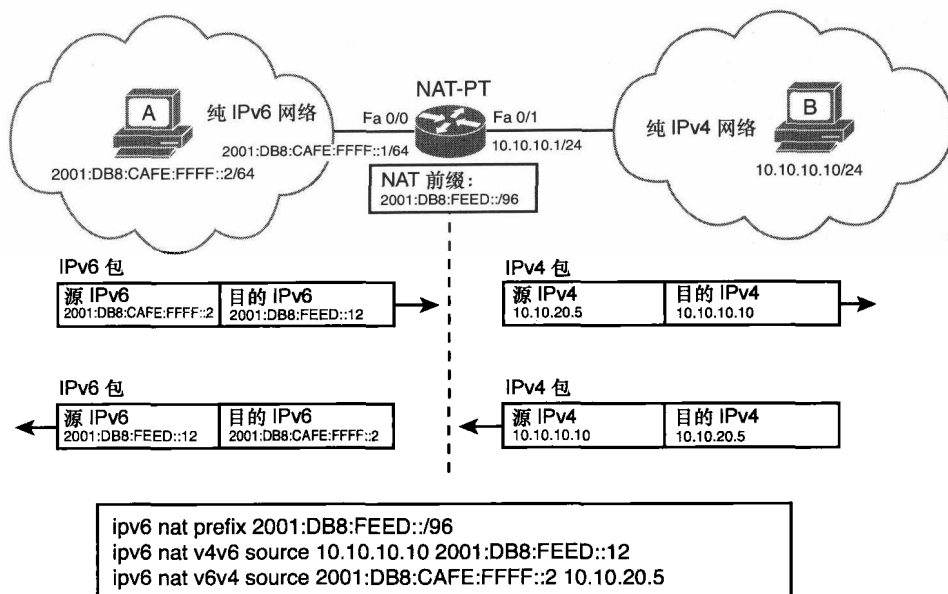 NAT-PT
A
B
纯 IPv6 网络
Fa 0/0
Fa 0/1
纯 IPv4 网络
2001:DB8:CAFE:FFFF::1/64
10.10.10.1/24
2001:DB8:CAFE:FFFF::2/64
10.10.10.10/24
NAT 前缀:
2001:DB8:FEED::/96
IPv6 包
源 IPv6
2001:DB8:CAFE:FFFF::2
目的 IPv6
2001:DB8:FEED::12
IPv4 包
源 IPv4
10.10.20.5
目的 IPv4
10.10.10.10
IPv6 包
源 IPv6
2001:DB8:FEED::12
目的 IPv6
2001:DB8:CAFE:FFFF::2
IPv4 包
源 IPv4
10.10.10.10
目的 IPv4
10.10.20.5
ipv6 nat prefix 2001:DB8:FEED::/96
ipv6 nat v4v6 source 10.10.10.10 2001:DB8:FEED::12
ipv6 nat v6v4 source 2001:DB8:CAFE:FFFF::2 10.10.20.5